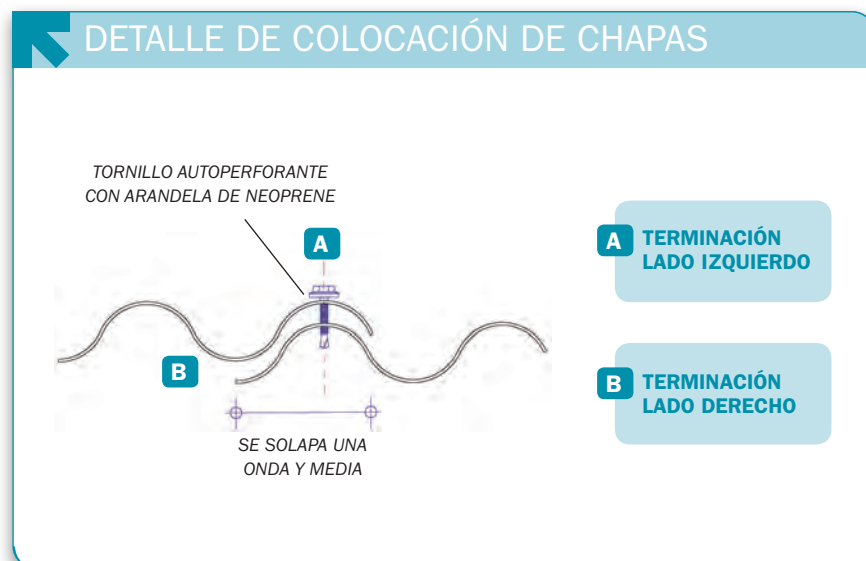 DETALLE DE COLOCACIÓN DE CHAPAS
TORNILLO AUTOPERFORANTE
CON ARANDELA DE NEOPRENE
A
B
SE SOLAPA UNA
ONDA Y MEDIA
A TERMINACIÓN
LADO IZQUIERDO
B TERMINACIÓN
LADO DERECHO